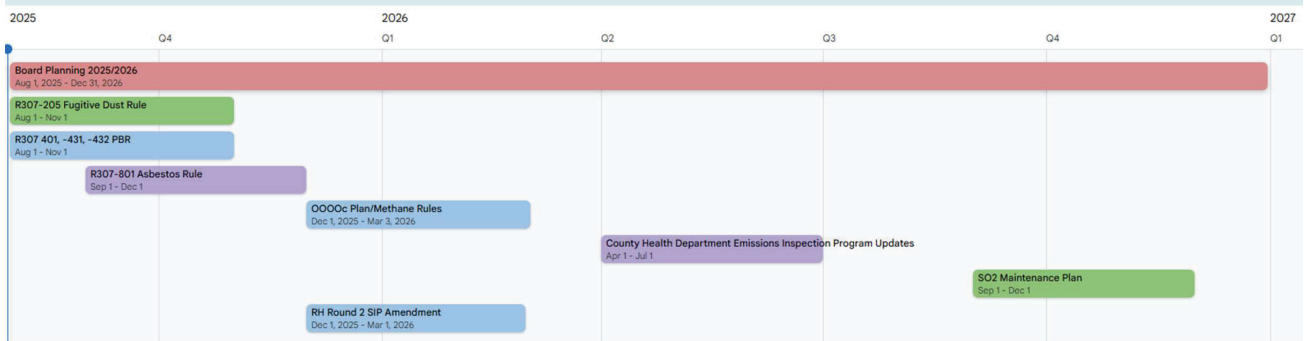 2025 2026 2027
Q4 Q1 Q2 Q3 Q4 Q1
Board Planning 2025/2026
Aug 1, 2025 - Dec 31, 2026
R307-205 Fugitive Dust Rule
Aug 1 - Nov 1
R307 401, -431, -432 PBR
Aug 1 - Nov 1
R307-801 Asbestos Rule
Sep 1 - Dec 1
OOOOc Plan/Methane Rules
Dec 1, 2025 - Mar 3, 2026
County Health Department Emissions Inspection Program Updates
Apr 1 - Jul 1
SO2 Maintenance Plan
Sep 1 - Dec 1
RH Round 2 SIP Amendment
Dec 1, 2025 - Mar 1, 2026